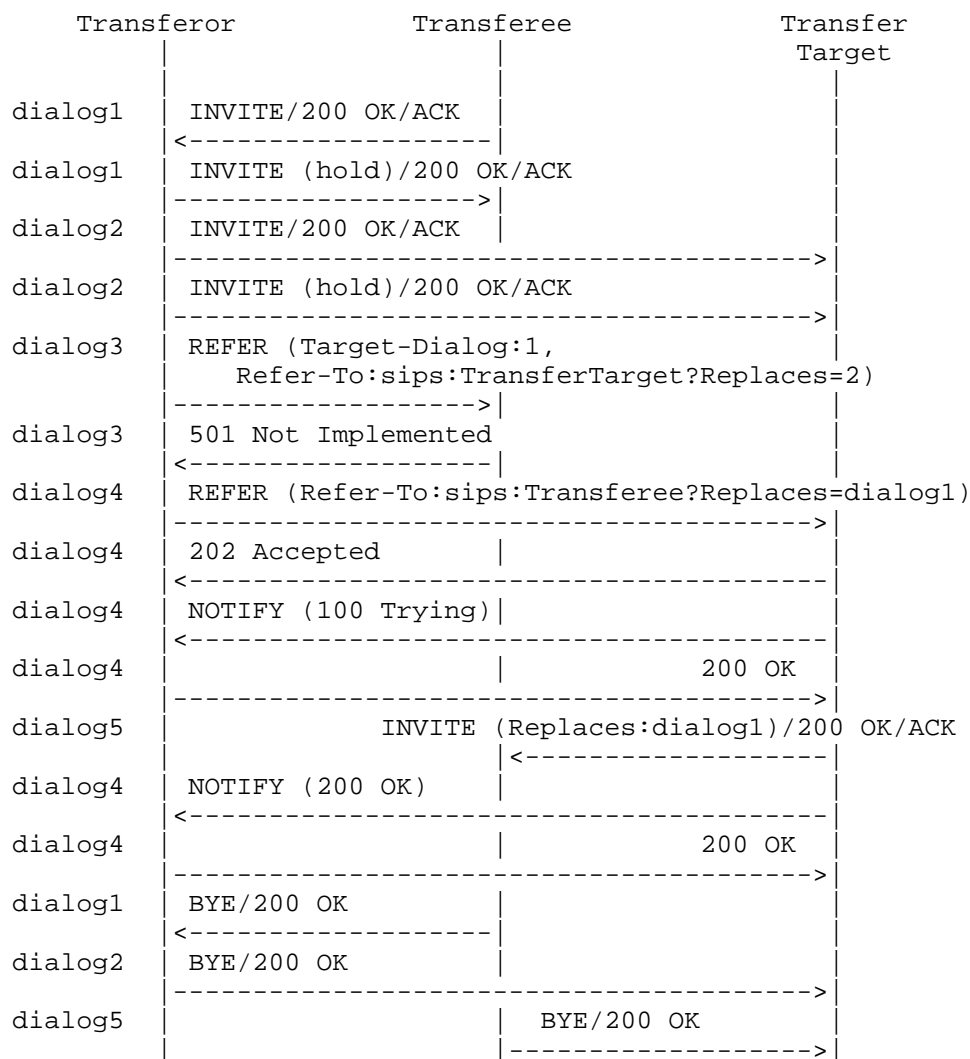 Transferor Transferee Transfer
Target
dialog1 INVITE/200 OK/ACK
dialog1 INVITE (hold)/200 OK/ACK
dialog2 INVITE/200 OK/ACK
dialog2 INVITE (hold)/200 OK/ACK
dialog3 REFER (Target-Dialog:1,
Refer-To:sips:TransferTarget?Replaces=2)
dialog3 501 Not Implemented
dialog4 REFER (Refer-To:sips:Transferee?Replaces=dialog1)
dialog4 202 Accepted
dialog4 NOTIFY (100 Trying)
dialog4 200 OK
dialog5 INVITE (Replaces:dialog1)/200 OK/ACK
dialog4 NOTIFY (200 OK)
dialog4 200 OK
dialog1 BYE/200 OK
dialog2 BYE/200 OK
dialog5 BYE/200 OK